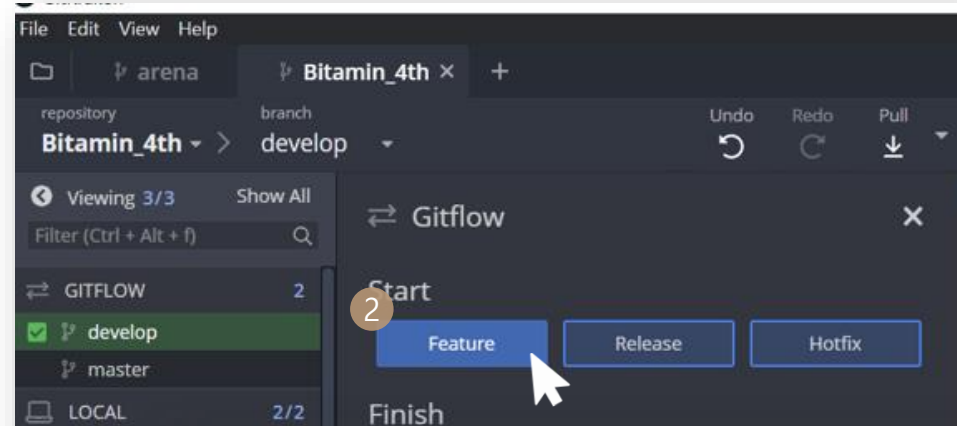 File Edit View Help
arena Bitamin_4th × +
repository branch Undo Redo Pull
Bitamin_4th > develop
Viewing 3/3 Show All
Gitflow ×
Filter (Ctrl + Alt + f)
GITFLOW 2 Start
2
develop Feature Release Hotfix
master
LOCAL 2/2 Finish